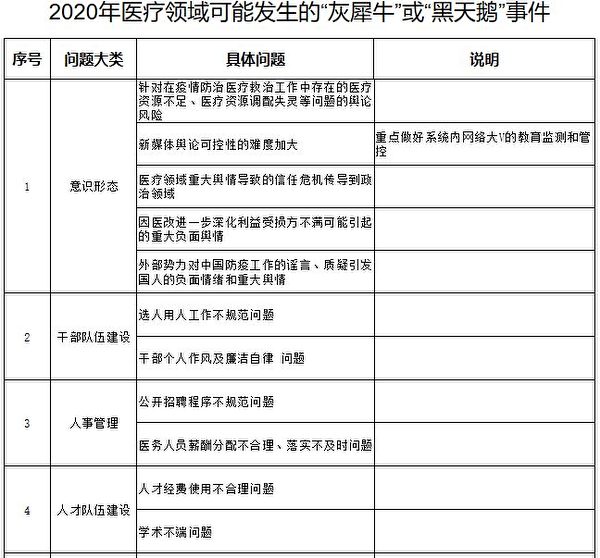 2020年医疗领域可能发生的“灰犀牛”或“黑天鹅”事件
序号 问题大类 具体问题 说明
1 意识形态
针对在疫情防治医疗救治工作中存在的医疗
资源不足、医疗资源调配失灵等问题的舆论
风险
新媒体舆论可控性的难度加大
重点做好系统内网络大V的教育监测和管
控
医疗领域重大舆情导致的信任危机传导到政
治领域
因医改进一步深化利益受损方不满可能引起
的重大负面舆情
外部势力对中国防疫工作的谣言、质疑引发
国人的负面情绪和重大舆情
2 干部队伍建设
选人用人工作不规范问题
干部个人作风及廉洁自律 问题
3 人事管理
公开招聘程序不规范问题
医务人员薪酬分配不合理、落实不及时问题
4 人才队伍建设
人才经费使用不合理问题
学术不端问题